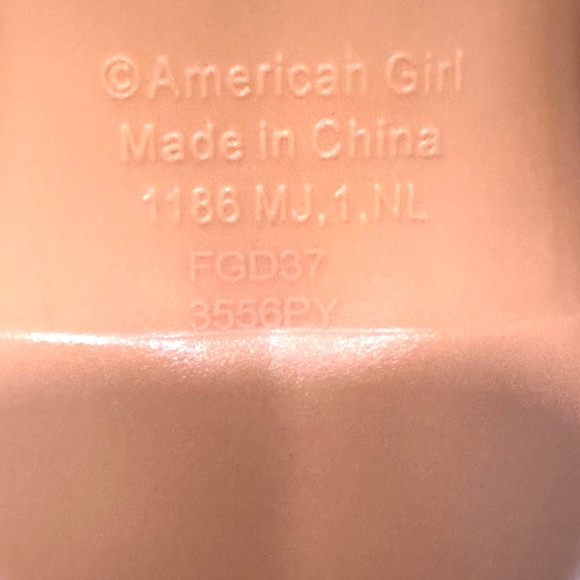 ©American Girl
Made in China
1186 MJ,1,NL
FGD37
3556PY